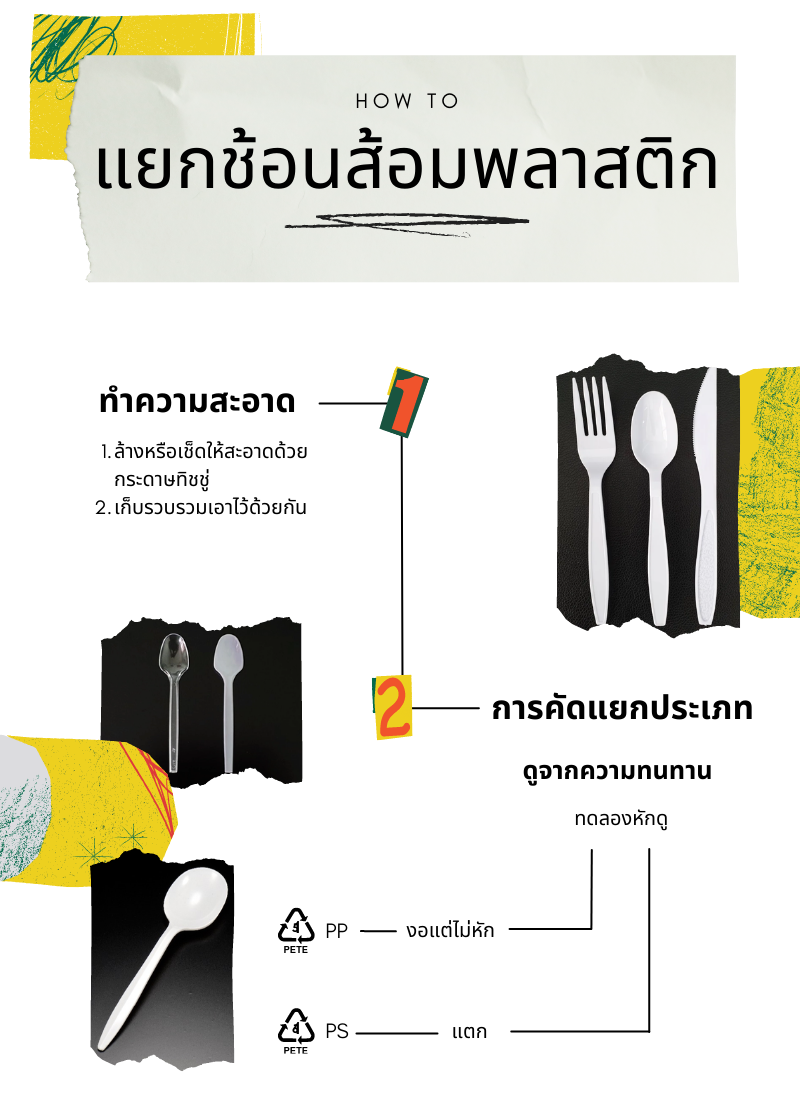 HOW TO
แยกช้อนส้อมพลาสติก
1
ทำความสะอาด
1. ล้างหรือเช็ดให้สะอาดด้วย
กระดาษทิชชู่
2. เก็บรวบรวมเอาไว้ด้วยกัน
2
การคัดแยกประเภท
ดูจากความทนทาน
ทดลองหักดู
PETE
PP
งอแต่ไม่หัก
PETE
PS
แตก